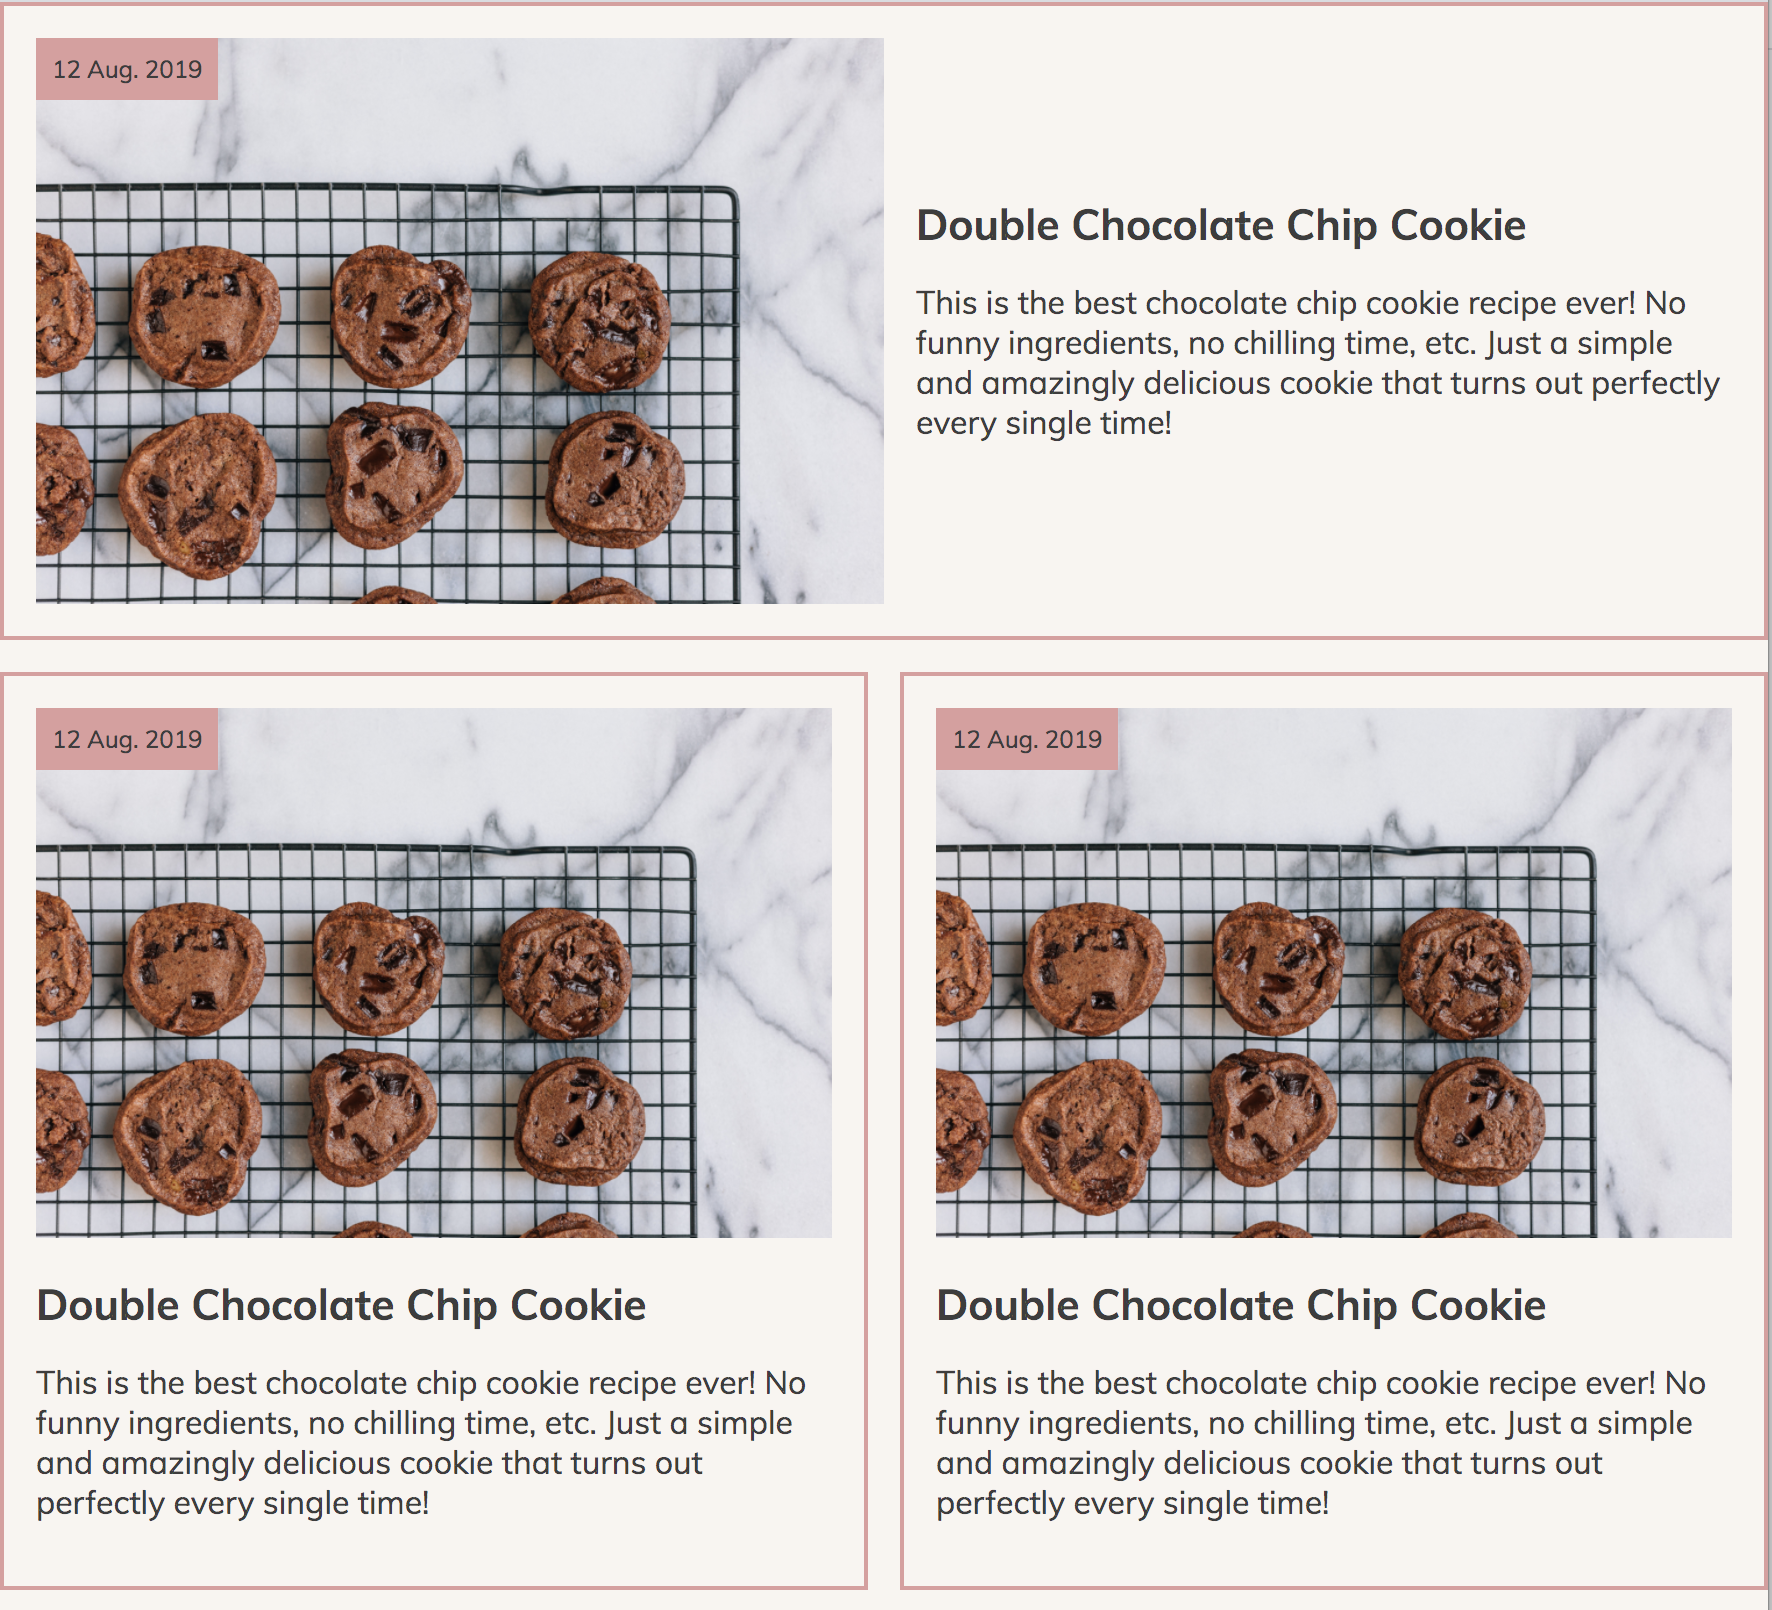 12 Aug. 2019
Double Chocolate Chip Cookie
This is the best chocolate chip cookie recipe ever! No
funny ingredients, no chilling time, etc. Just a simple
and amazingly delicious cookie that turns out perfectly
every single time!
12 Aug. 2019
Double Chocolate Chip Cookie
This is the best chocolate chip cookie recipe ever! No
funny ingredients, no chilling time, etc. Just a simple
and amazingly delicious cookie that turns out
perfectly every single time!
12 Aug. 2019
Double Chocolate Chip Cookie
This is the best chocolate chip cookie recipe ever! No
funny ingredients, no chilling time, etc. Just a simple
and amazingly delicious cookie that turns out
perfectly every single time!